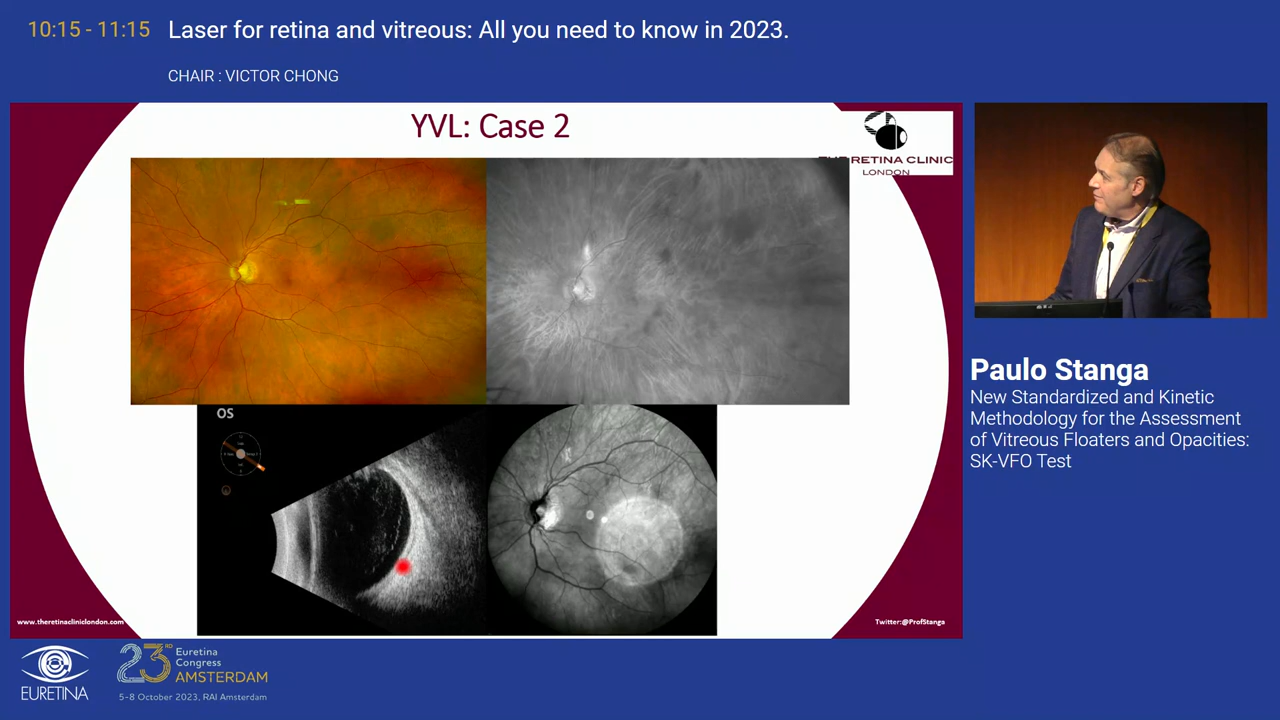 10:15 - 11:15
Laser for retina and vitreous: All you need to know in 2023.
CHAIR : VICTOR CHONG
YVL: Case 2
THE RETINA CLINIC
LONDON
OS
www.theretinacliniclondon.com
Twitter:@ProfStanga
Paulo Stanga
New Standardized and Kinetic
Methodology for the Assessment
of Vitreous Floaters and Opacities:
SK-VFO Test
EURETINA
23RD
Euretina
Congress
AMSTERDAM
5-8 October 2023, RAI Amsterdam